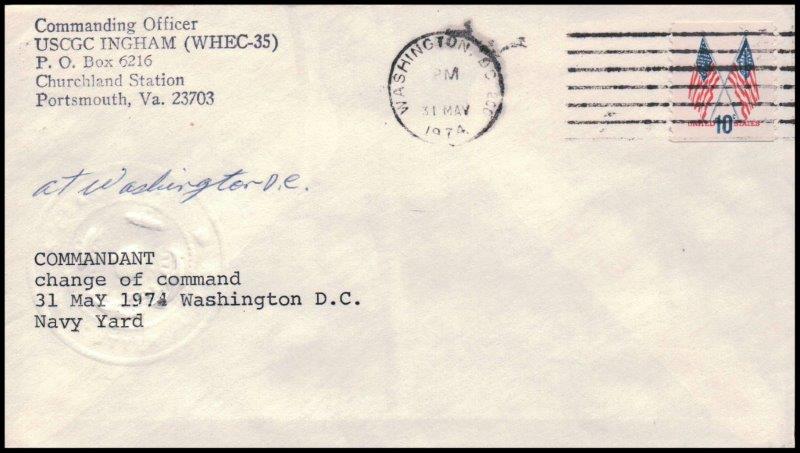 Commanding Officer
USCGC INGHAM (WHEC-35)
P. O. Box 6216
Churchland Station
Portsmouth, Va. 23703
WASHINGTON, DC
PM
31 MAY
1974
UNITED STATES
10c
at Washington D.C.
COMMANDANT
change of command
31 MaY 1974 Washington D.C.
Navy Yard